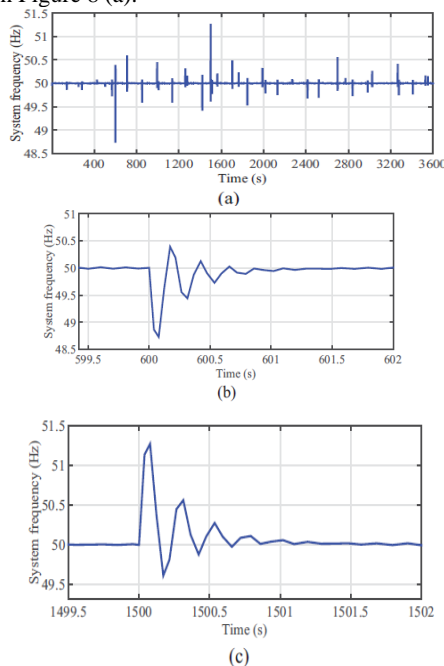 n Figure 8 (a).
System frequency (Hz)
51.5
51
50.5
50
49.5
49
48.5
400 800 1200 1600 2000 2400 2800 3200 3600
Time (s)
(a)
System frequency (Hz)
51
50.5
50
49.5
49
48.5
599.5 600 600.5 601 601.5 602
Time (s)
(b)
System frequency (Hz)
51.5
51
50.5
50
49.5
1499.5 1500 1500.5 1501 1501.5 1502
Time (s)
(c)